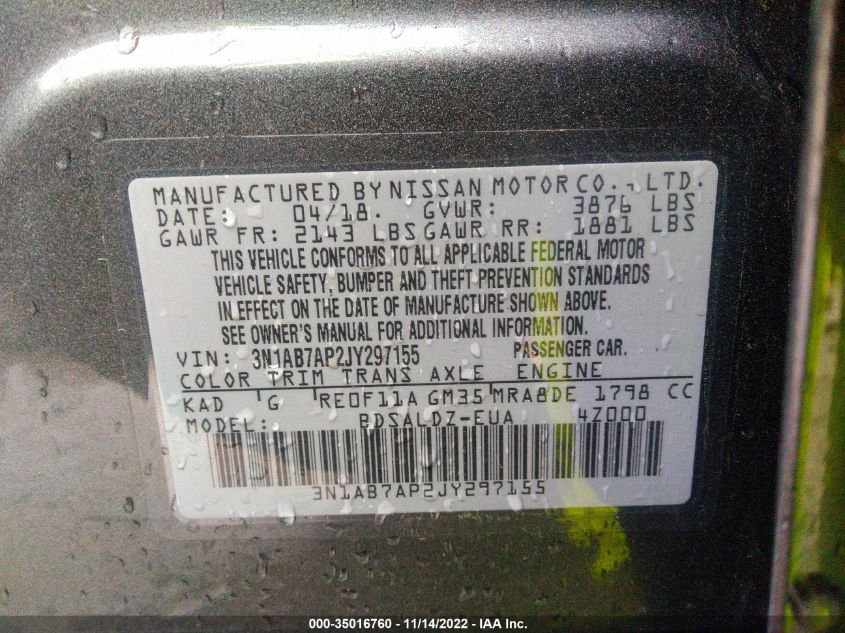 MANUFACTURED BY NISSAN MOTOR CO., LTD.
DATE: 04/18. GVWR: 3876 LBS
GAWR FR: 2143 LBS GAWR RR: 1881 LBS
THIS VEHICLE CONFORMS TO ALL APPLICABLE FEDERAL MOTOR
VEHICLE SAFETY, BUMPER AND THEFT PREVENTION STANDARDS
IN EFFECT ON THE DATE OF MANUFACTURE SHOWN ABOVE.
SEE OWNER'S MANUAL FOR ADDITIONAL INFORMATION.
VIN: 3N1AB7AP2JY297155 PASSENGER CAR.
COLOR TRIM TRANS AXLE ENGINE
KAD G RE0F11A GM35 MRA8DE 1798 CC
MODEL: BDSALDZ-EUA 4Z000
3N1AB7AP2JY297155
000-35016760 - 11/14/2022 - IAA Inc.